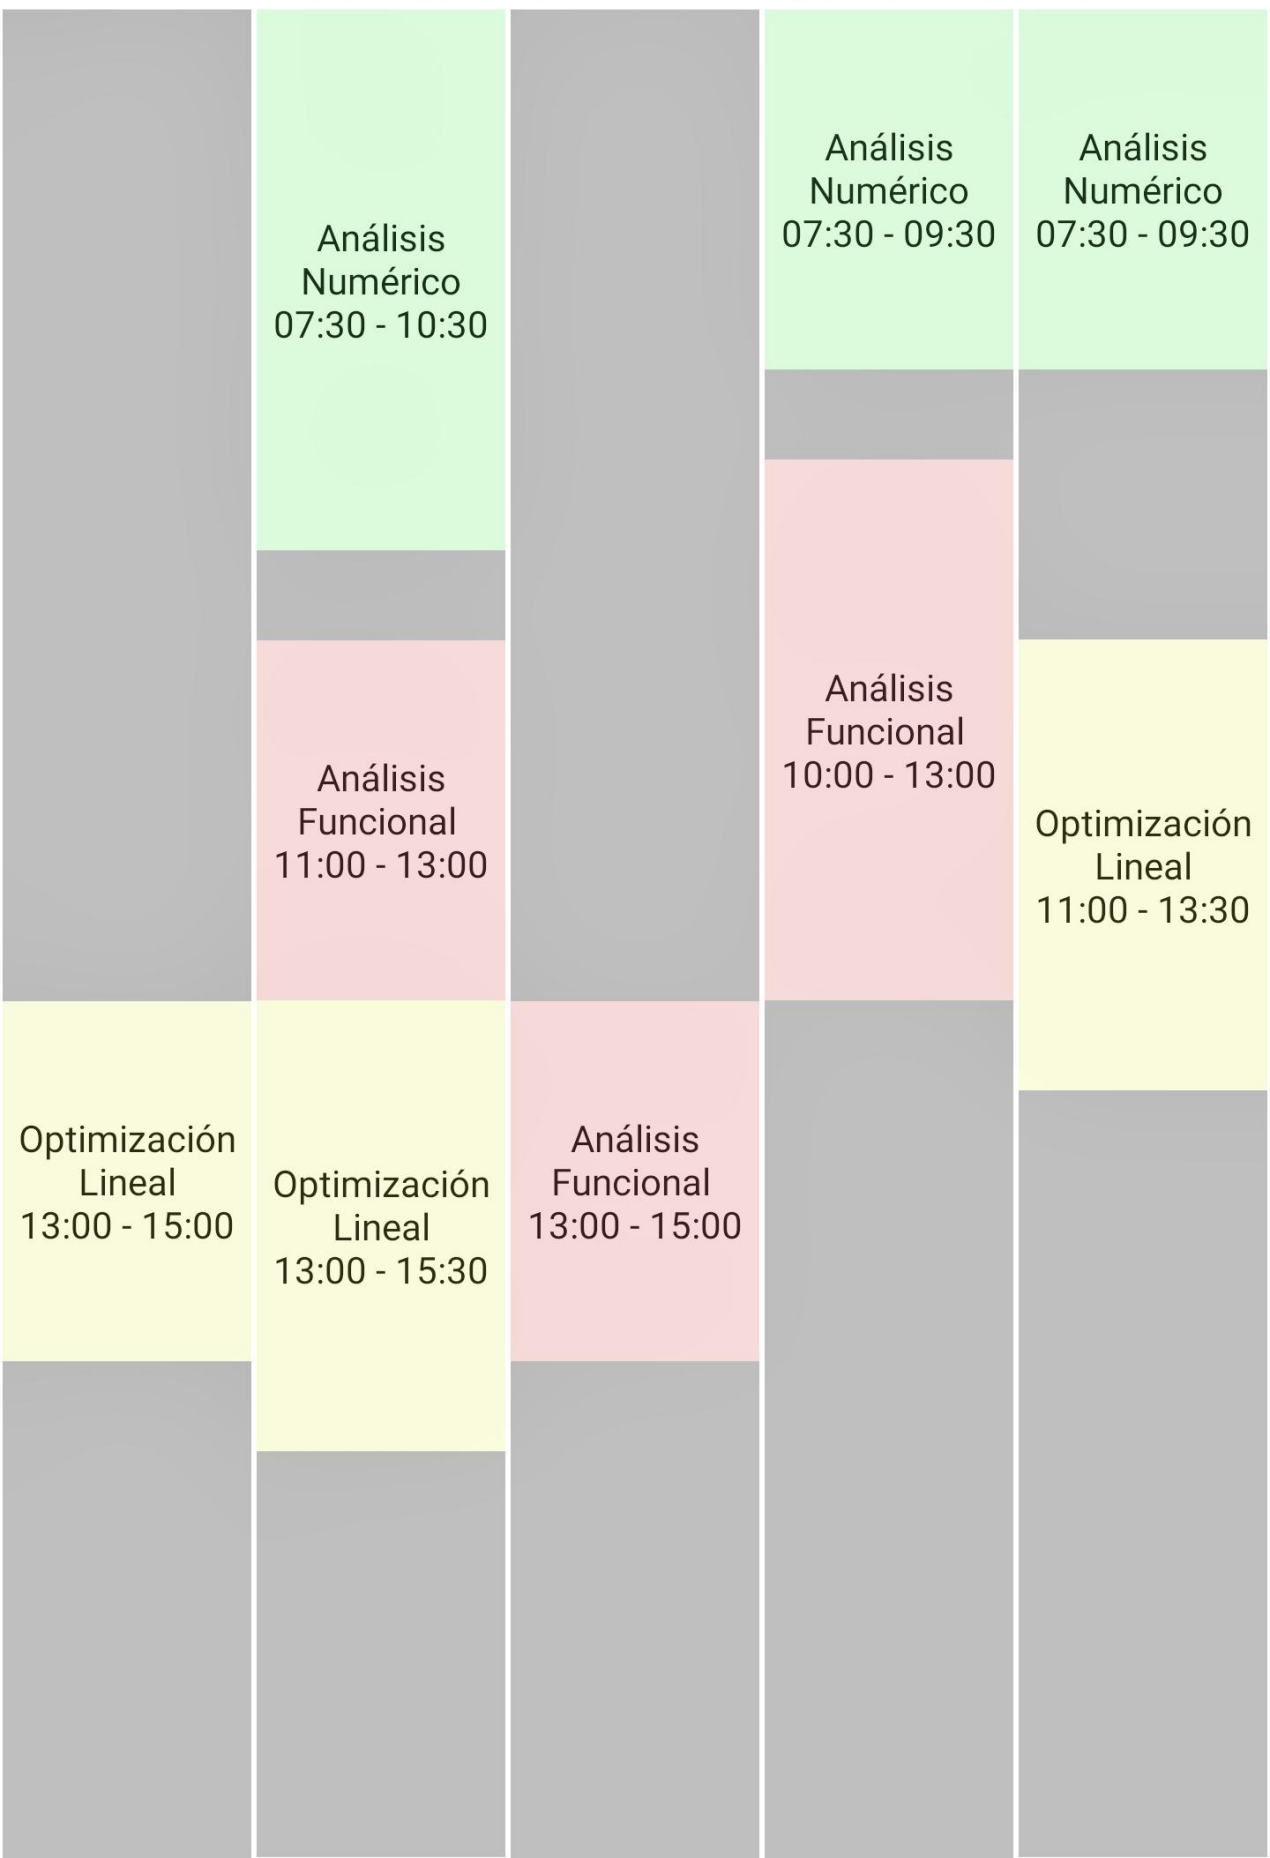 Optimización
Lineal
13:00 - 15:00
Análisis
Numérico
07:30 - 10:30
Análisis
Funcional
11:00 - 13:00
Optimización
Lineal
13:00 - 15:30
Análisis
Funcional
13:00 - 15:00
Análisis
Numérico
07:30 - 09:30
Análisis
Funcional
10:00 - 13:00
Análisis
Numérico
07:30 - 09:30
Optimización
Lineal
11:00 - 13:30